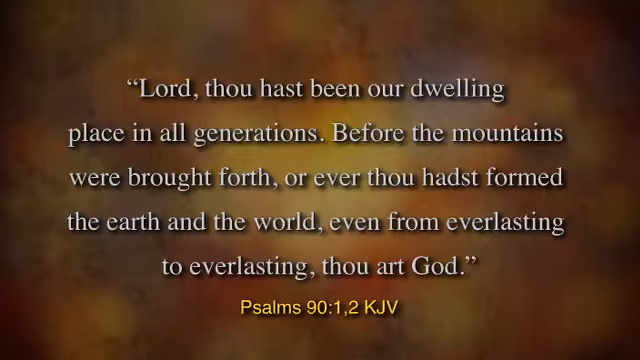 “Lord, thou hast been our dwelling
place in all generations. Before the mountains
were brought forth, or ever thou hadst formed
the earth and the world, even from everlasting
to everlasting, thou art God.”
Psalms 90:1,2 KJV